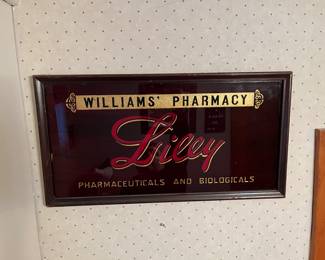 WILLIAMS' PHARMACY
Lilly
PHARMACEUTICALS AND BIOLOGICALS